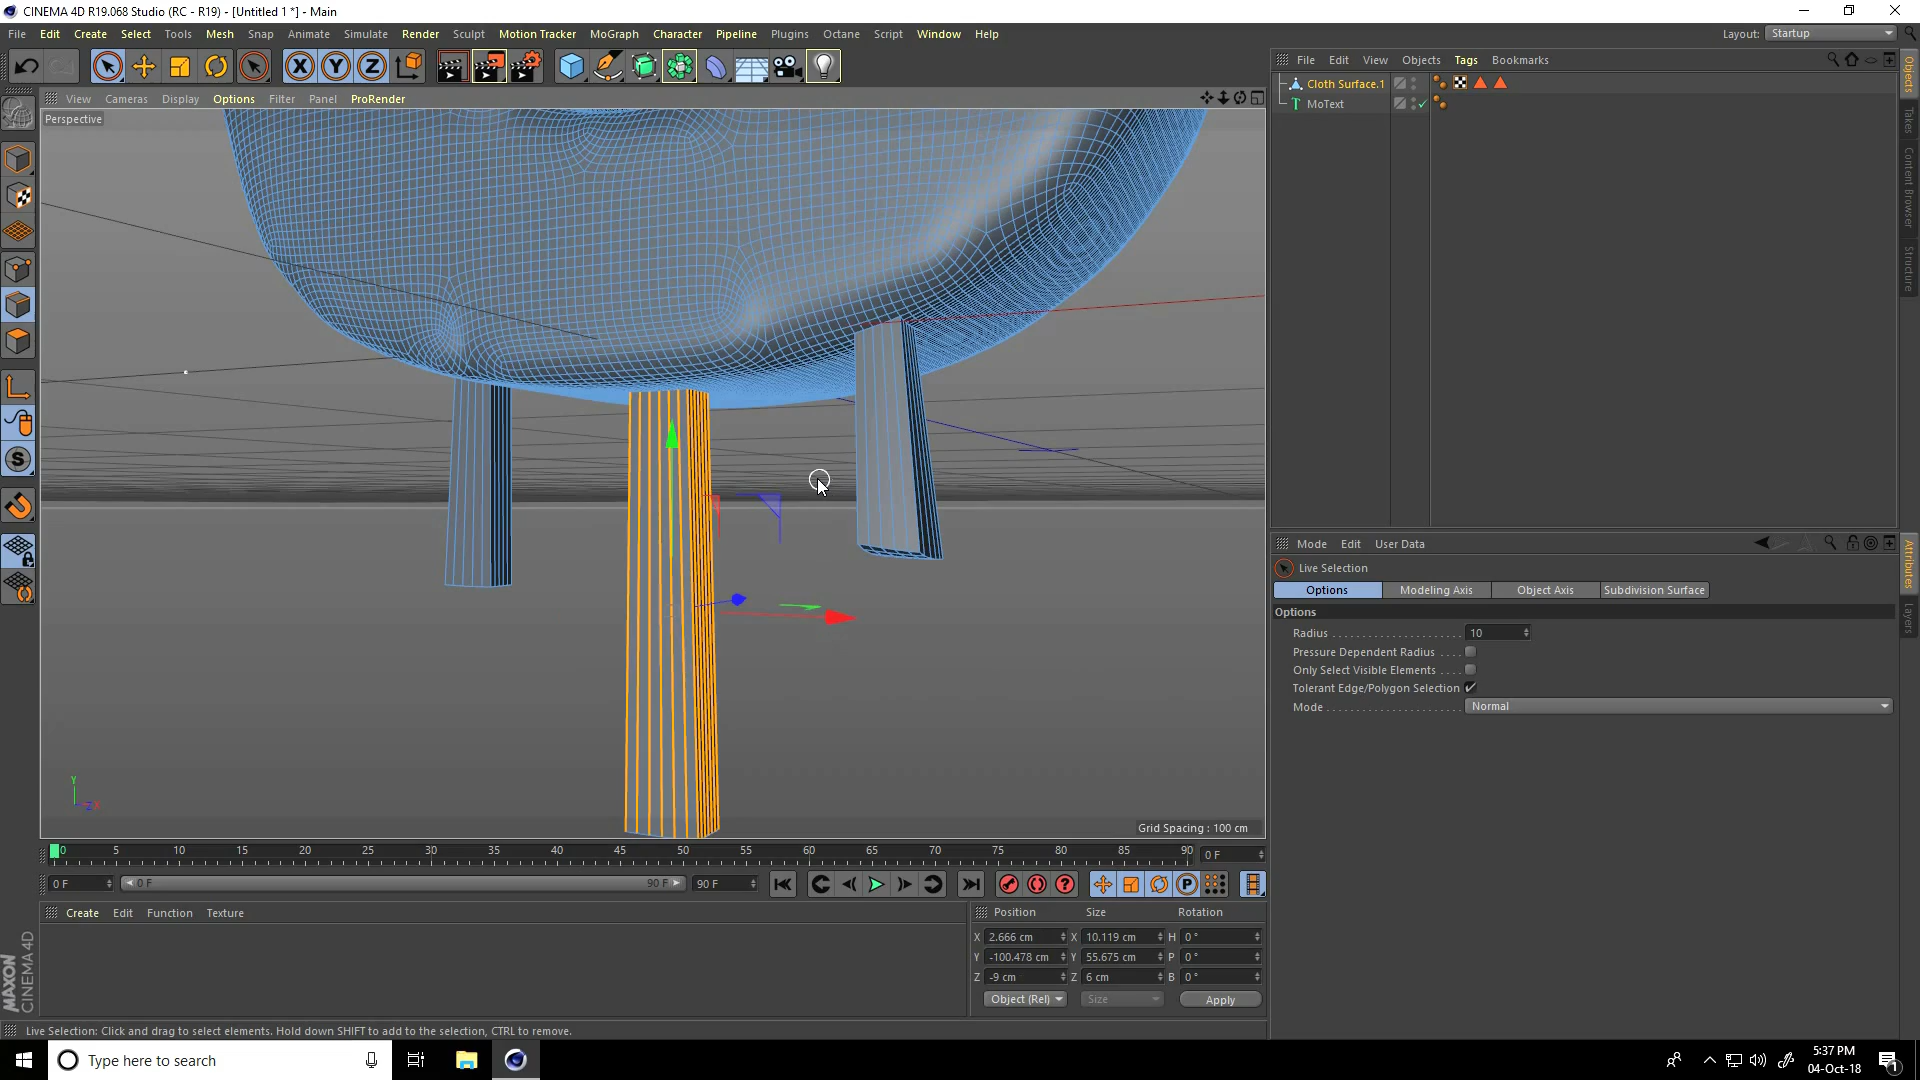 CINEMA 4D R19.068 Studio (RC - R19) - [Untitled 1 *] - Main
File Edit Create Select Tools Mesh Snap Animate Simulate Render Sculpt Motion Tracker MoGraph Character Pipeline Plugins Octane Script Window Help
Layout: Startup
File Edit View Objects Tags Bookmarks
View Cameras Display Options Filter Panel ProRender
Perspective
Cloth Surface.1
MoText
Objects
Takes
Content Browser
Structure
Mode Edit User Data
Live Selection
Options Modeling Axis Object Axis Subdivision Surface
Options
Radius 10
Pressure Dependent Radius
Only Select Visible Elements
Tolerant Edge/Polygon Selection
Mode Normal
Attributes
Layers
Y
Z
Grid Spacing : 100 cm
0 5 10 15 20 25 30 35 40 45 50 55 60 65 70 75 80 85 90
0 F
0 F 0 F 90 F 90 F
Create Edit Function Texture
Position Size Rotation
X 2.666 cm X 10.119 cm H 0 °
Y -100.478 cm Y 55.675 cm P 0 °
Z -9 cm Z 6 cm B 0 °
Object (Rel) Size Apply
MAXON
CINEMA 4D
Live Selection: Click and drag to select elements. Hold down SHIFT to add to the selection, CTRL to remove.
Type here to search
5:37 PM
04-Oct-18
1